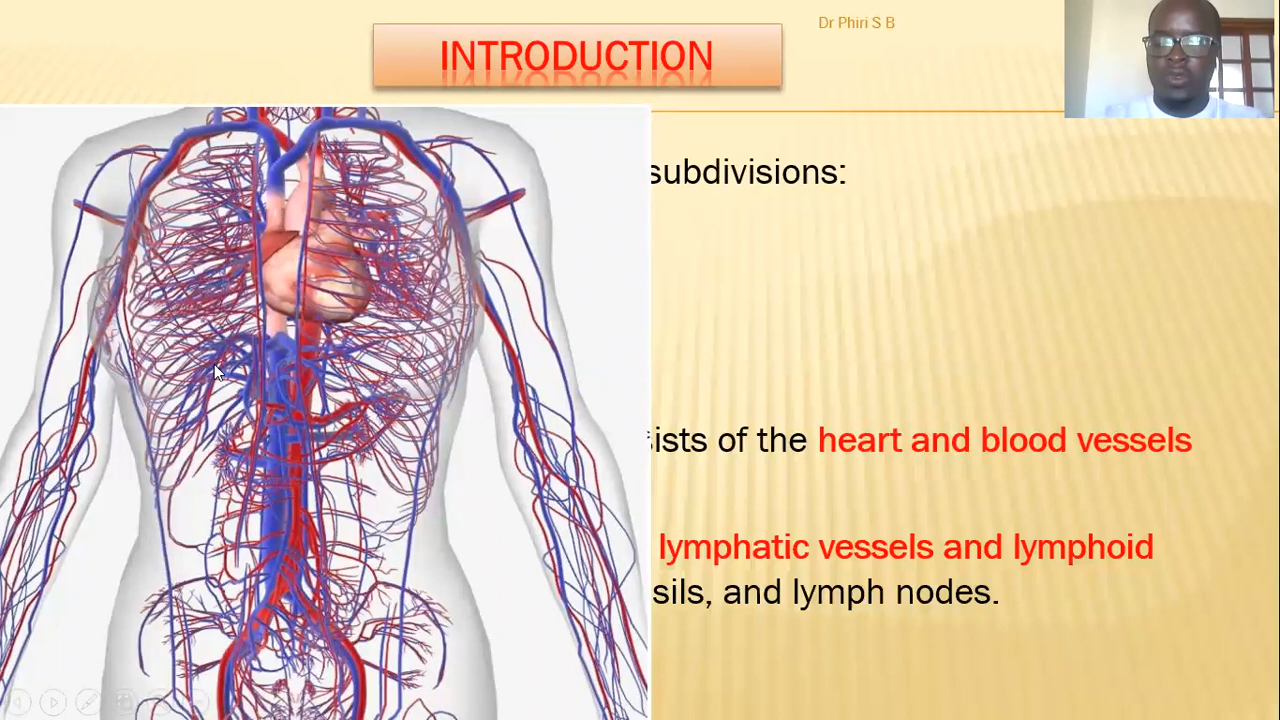 Dr Phiri S B
INTRODUCTION
subdivisions:
ists of the heart and blood vessels
lymphatic vessels and lymphoid
sils, and lymph nodes.